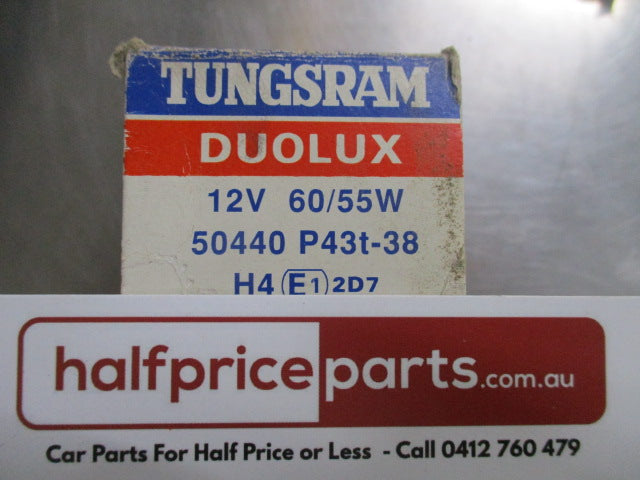 TUNGSRAM
DUOLUX
12V 60/55W
50440 P43t-38
H4 E1 2D7
halfpriceparts.com.au
Car Parts For Half Price or Less - Call 0412 760 479